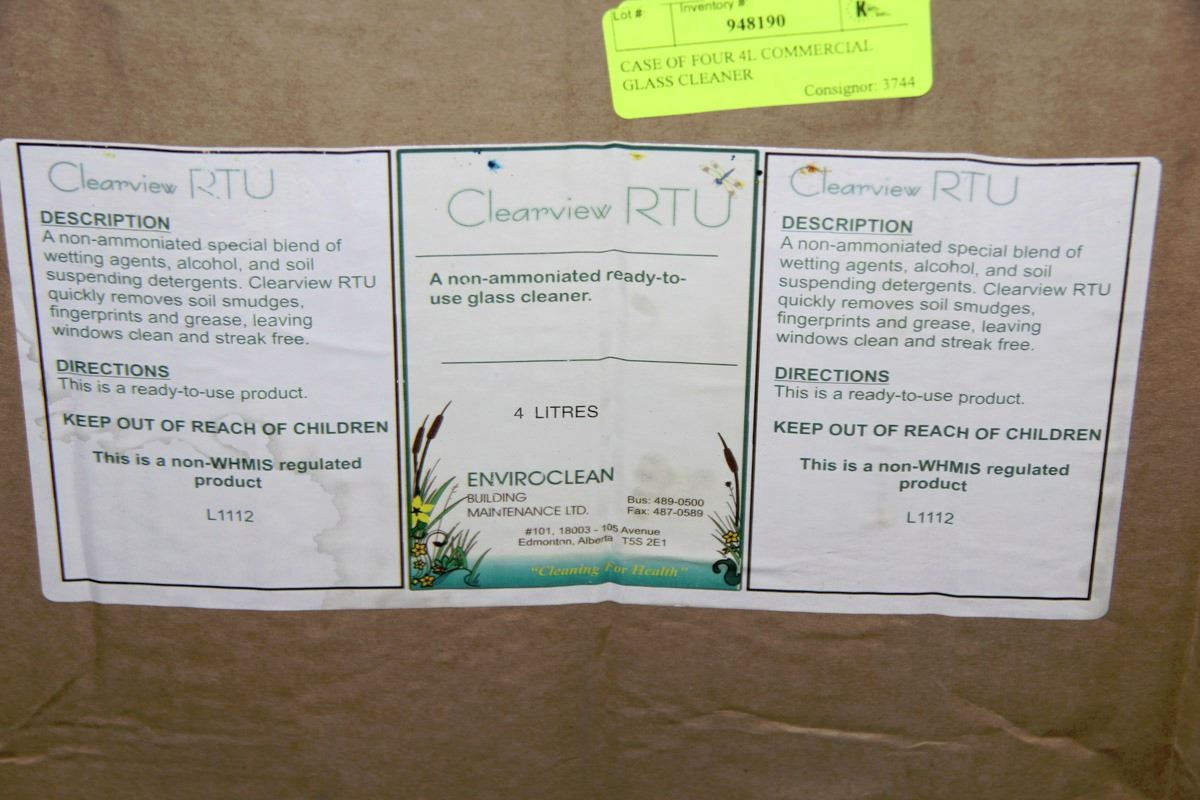 Lot #:
Inventory #
948190
K
CASE OF FOUR 4L COMMERCIAL
GLASS CLEANER
Consignor: 3744
Clearview RTU
DESCRIPTION
A non-ammoniated special blend of
wetting agents, alcohol, and soil
suspending detergents. Clearview RTU
quickly removes soil smudges,
fingerprints and grease, leaving
windows clean and streak free.
DIRECTIONS
This is a ready-to-use product.
KEEP OUT OF REACH OF CHILDREN
This is a non-WHMIS regulated
product
L1112
Clearview RTU
A non-ammoniated ready-to-
use glass cleaner.
4 LITRES
ENVIROCLEAN
BUILDING
MAINTENANCE LTD.
Bus: 489-0500
Fax: 487-0589
#101, 18003 - 105 Avenue
Edmonton, Alberta T5S 2E1
"Cleaning For Health"
Clearview RTU
DESCRIPTION
A non-ammoniated special blend of
wetting agents, alcohol, and soil
suspending detergents. Clearview RTU
quickly removes soil smudges,
fingerprints and grease, leaving
windows clean and streak free.
DIRECTIONS
This is a ready-to-use product.
KEEP OUT OF REACH OF CHILDREN
This is a non-WHMIS regulated
product
L1112